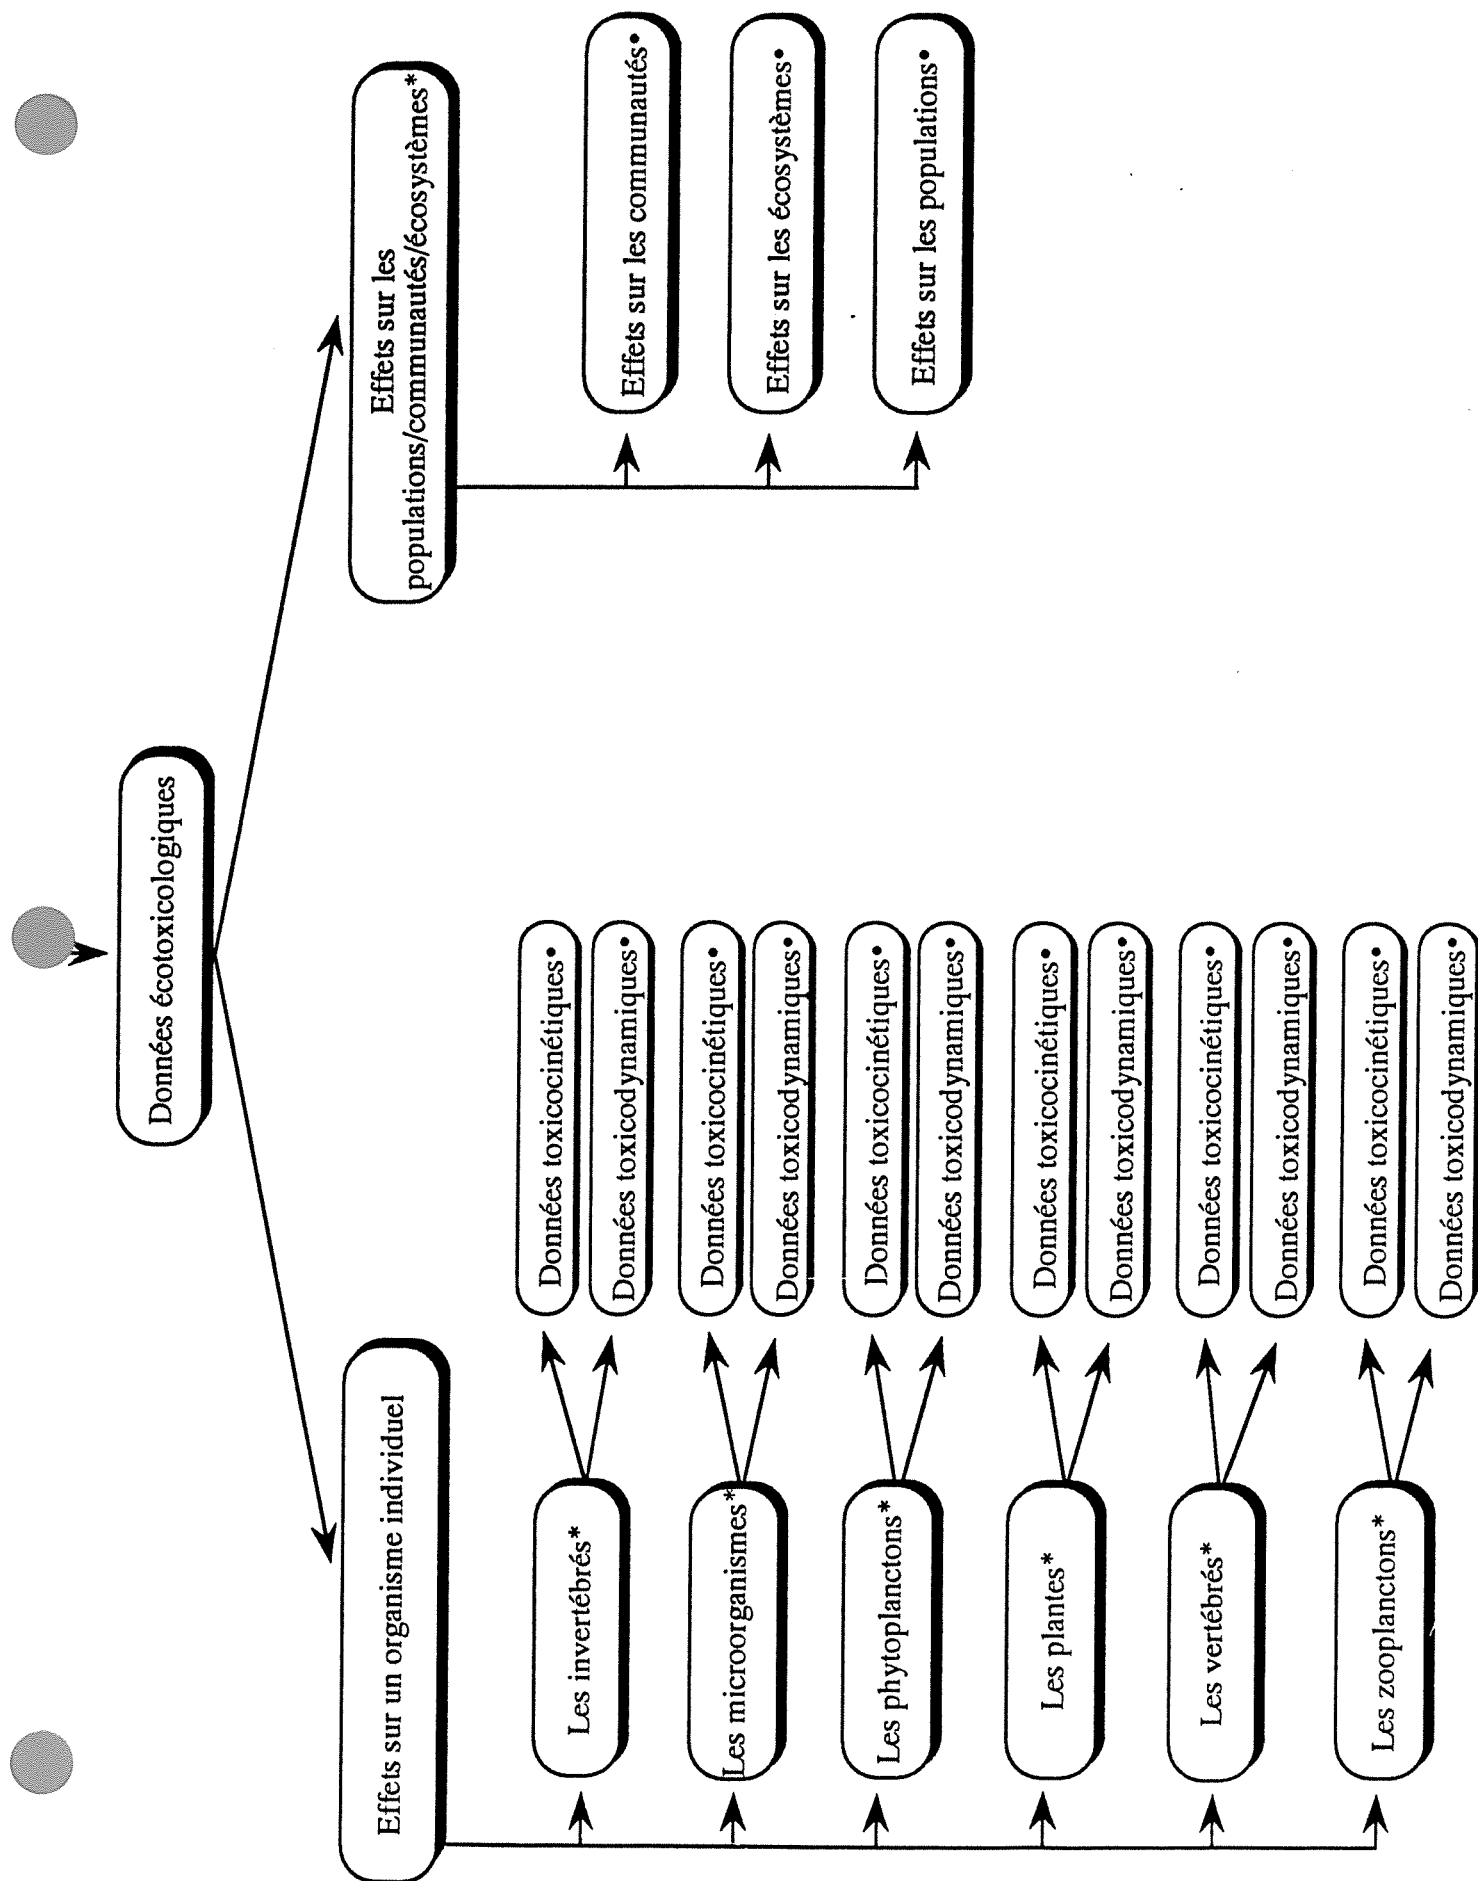 Données écotoxicologiques
Effets sur un organisme individuel
Effets sur les
populations/communautés/écosystèmes*
Les invertébrés*
Données toxicocinétiques•
Données toxicodynamiques•
Les microorganismes*
Données toxicocinétiques•
Données toxicodynamiques•
Les phytoplanctons*
Données toxicocinétiques•
Données toxicodynamiques•
Les plantes*
Données toxicocinétiques•
Données toxicodynamiques•
Les vertébrés*
Données toxicocinétiques•
Données toxicodynamiques•
Les zooplanctons*
Données toxicocinétiques•
Données toxicodynamiques•
Effets sur les communautés•
Effets sur les écosystèmes•
Effets sur les populations•